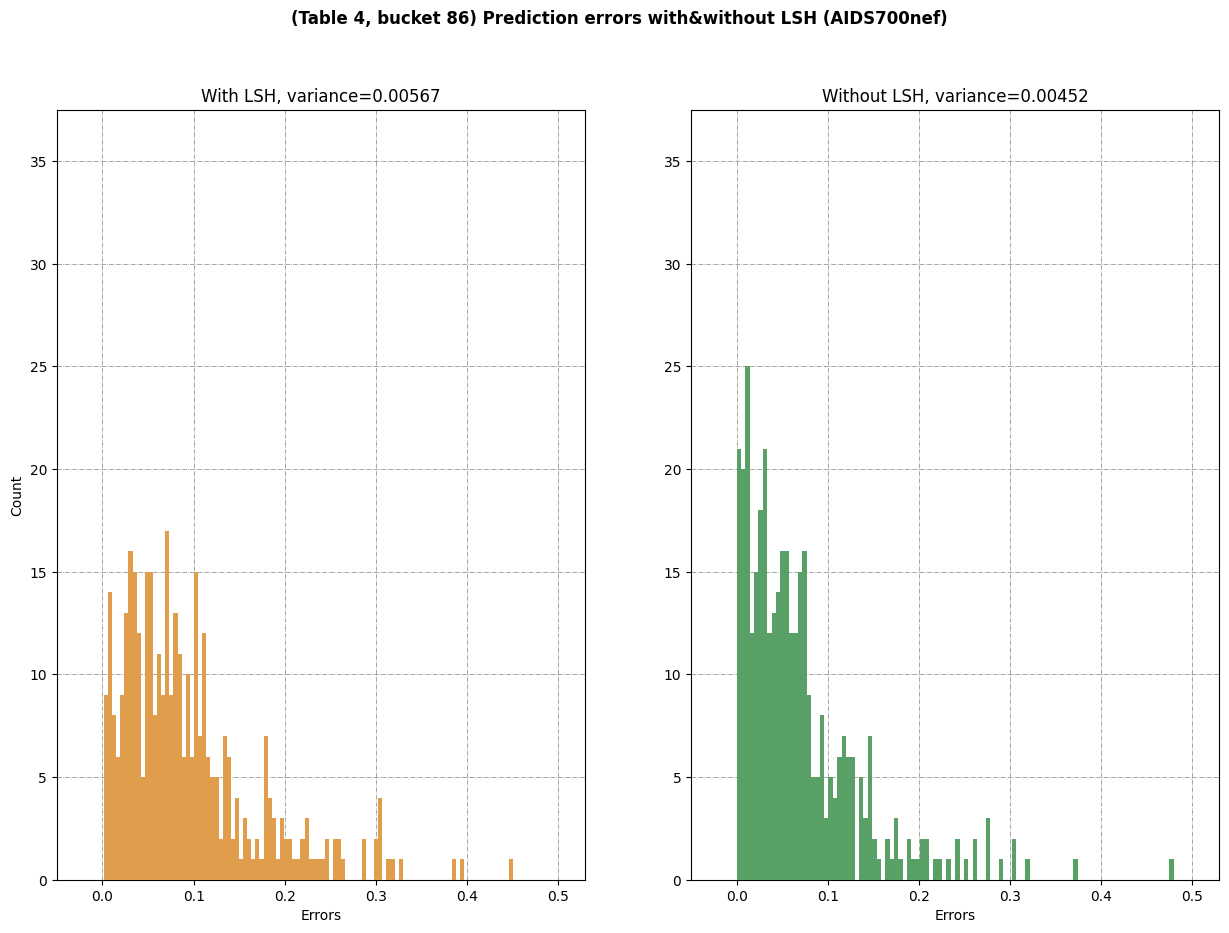 (Table 4, bucket 86) Prediction errors with&without LSH (AIDS700nef)
With LSH, variance=0.00567
Count
35
30
25
20
15
10
5
0
0.0 0.1 0.2 0.3 0.4 0.5
Errors
Without LSH, variance=0.00452
35
30
25
20
15
10
5
0
0.0 0.1 0.2 0.3 0.4 0.5
Errors